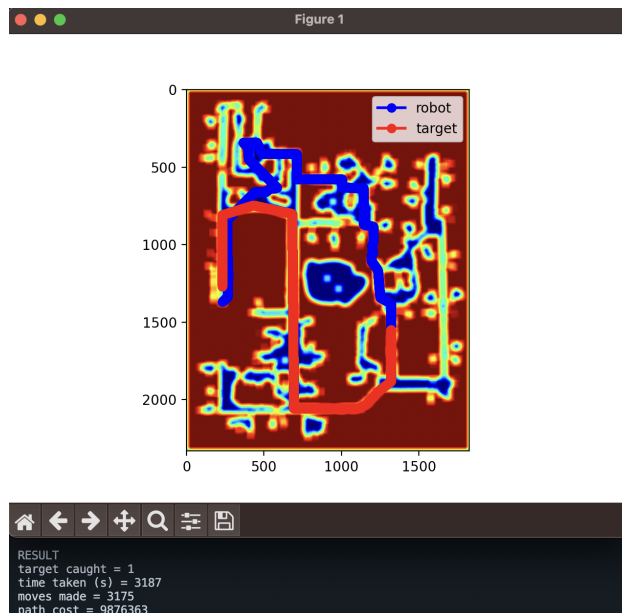 Figure 1
robot
target
0
500
1000
1500
2000
0 500 1000 1500
RESULT
target caught = 1
time taken (s) = 3187
moves made = 3175
path cost = 9876363